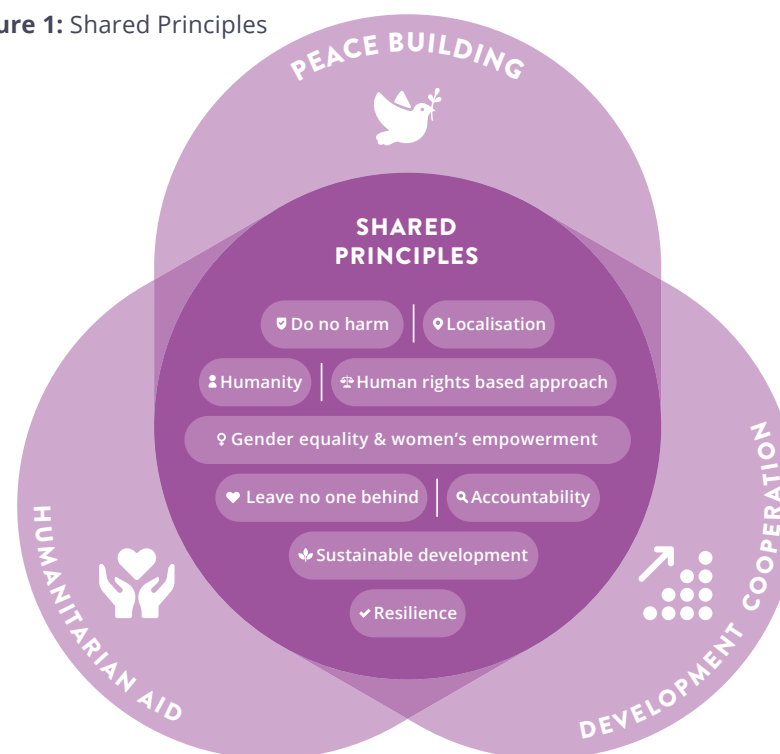 ure 1: Shared Principles
PEACE BUILDING
SHARED
PRINCIPLES
Do no harm
Localisation
Humanity
Human rights based approach
Gender equality & women’s empowerment
Leave no one behind
Accountability
Sustainable development
Resilience
HUMANITARIAN AID
DEVELOPMENT COOPERATION